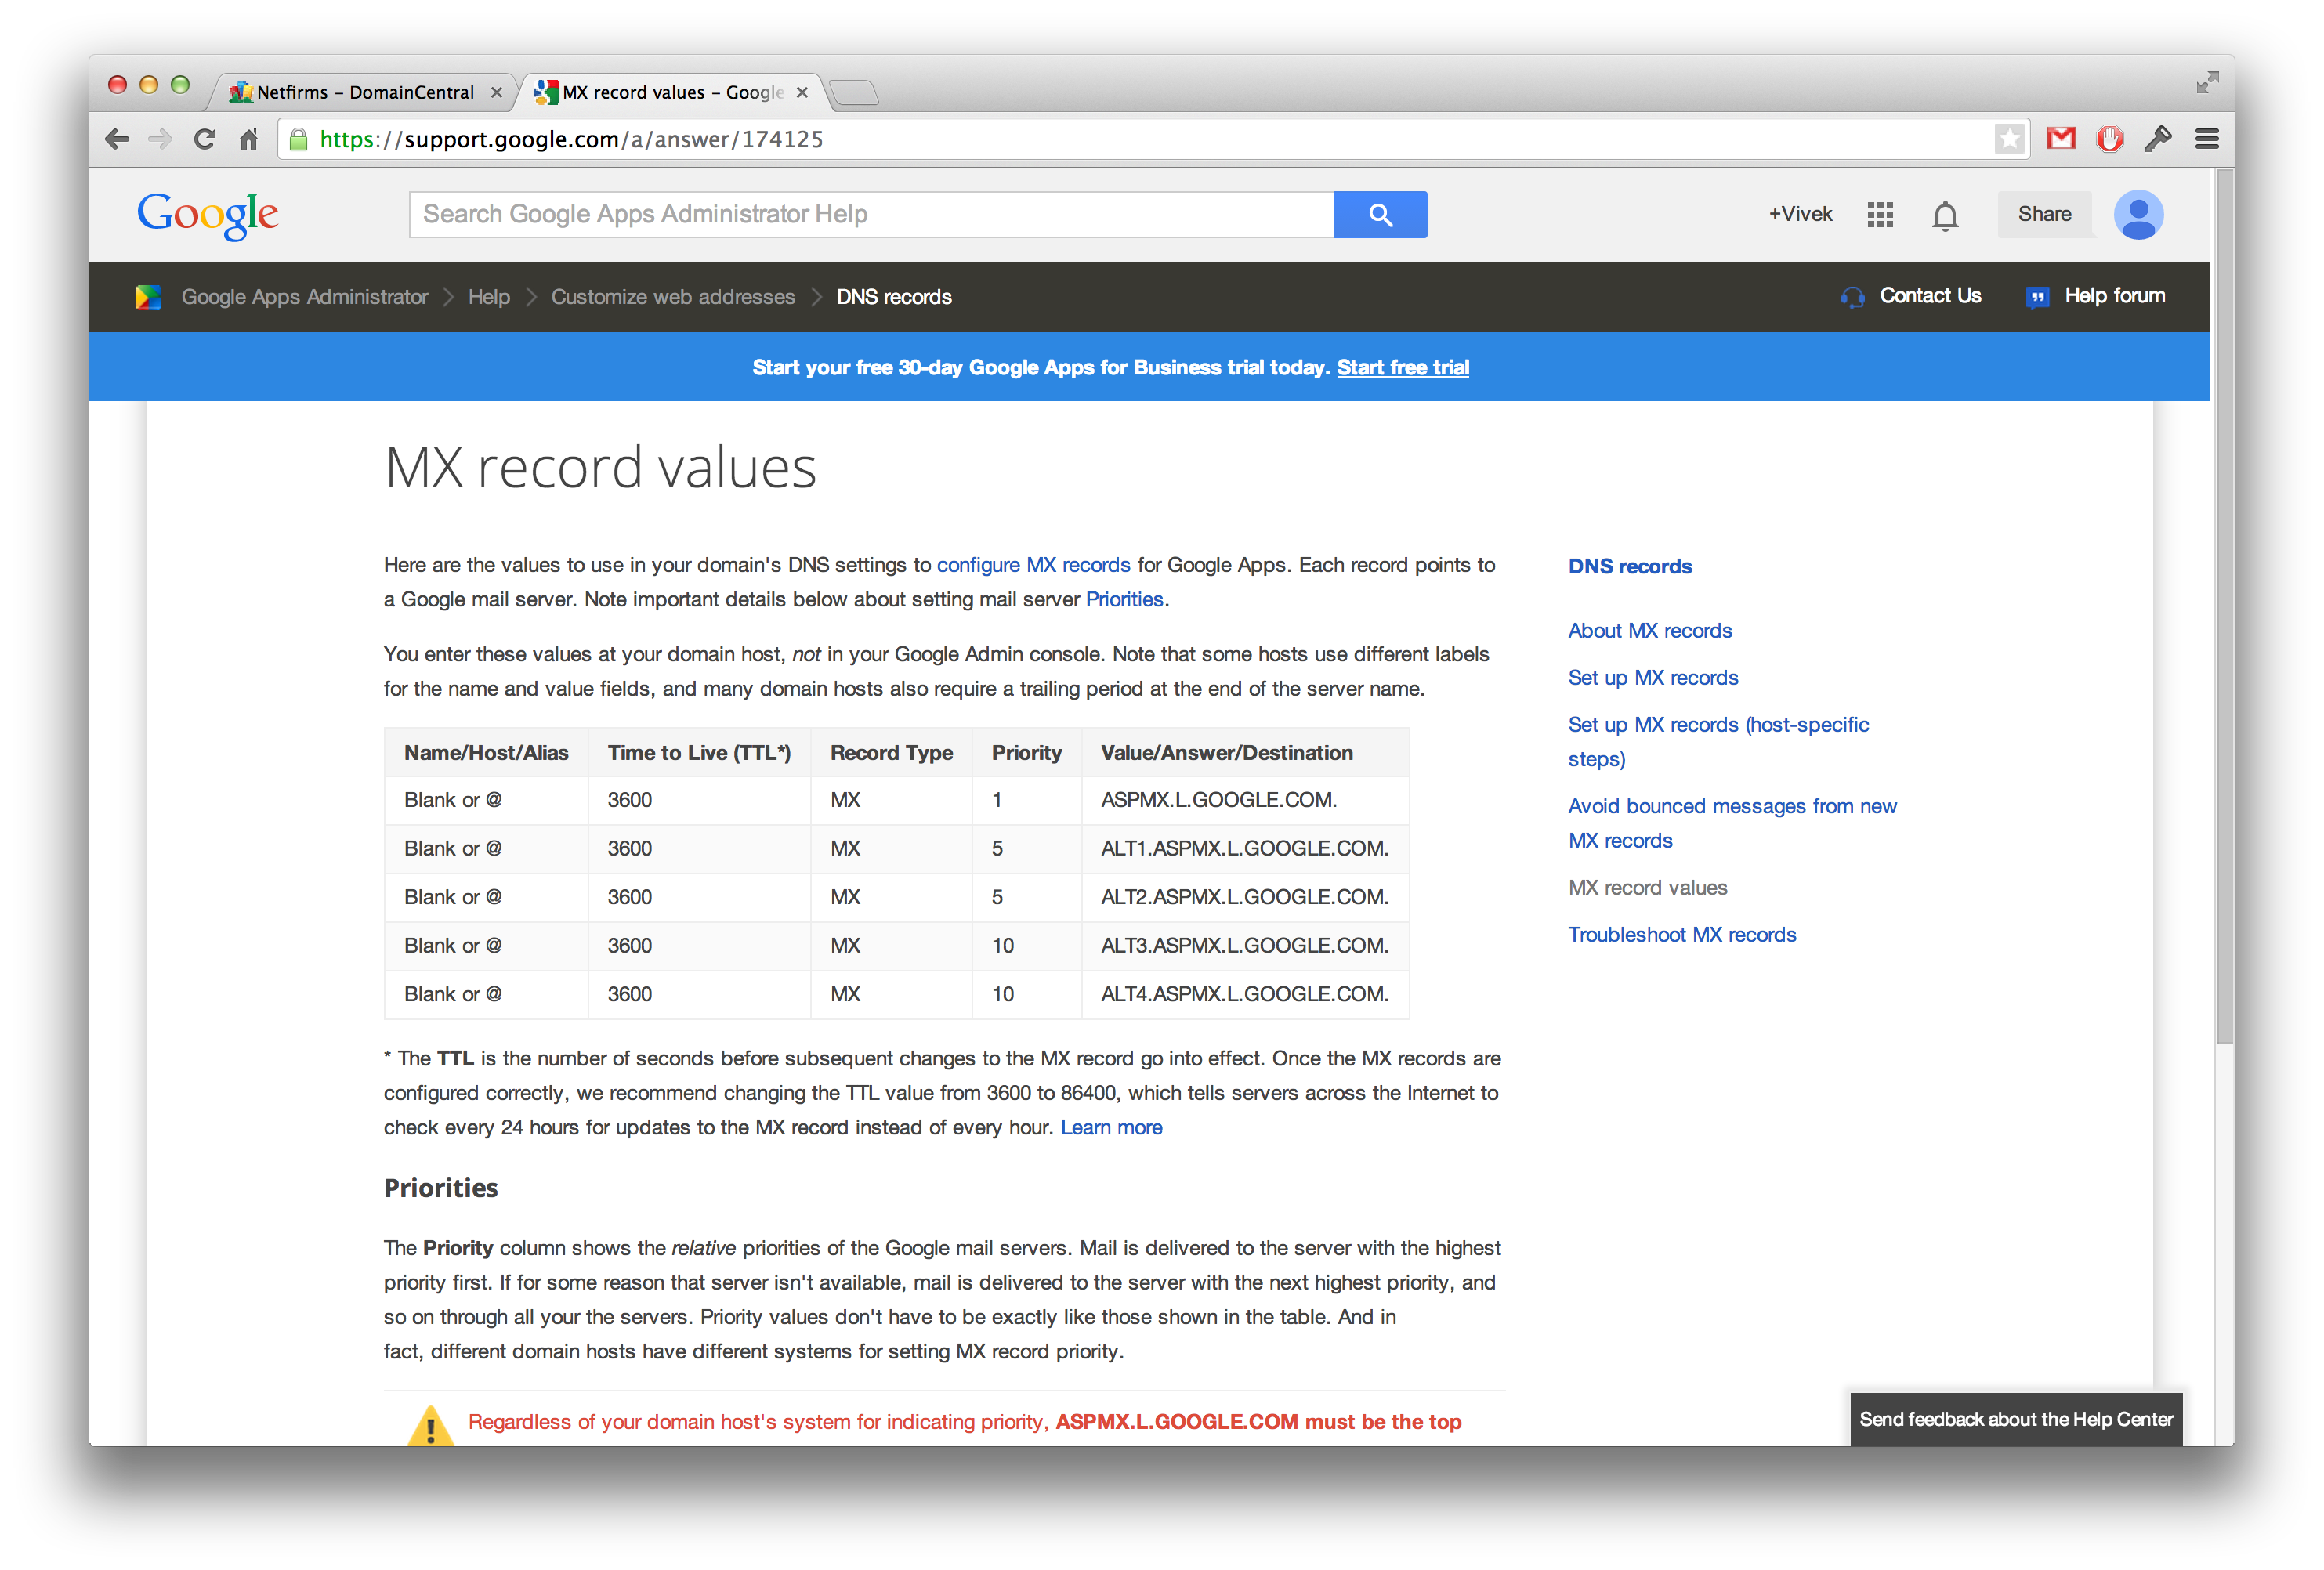 Netfirms – DomainCentral
MX record values – Google
https://support.google.com/a/answer/174125
Google
Search Google Apps Administrator Help
+Vivek
Share
Google Apps Administrator
Help
Customize web addresses
DNS records
Contact Us
Help forum
Start your free 30-day Google Apps for Business trial today. Start free trial
MX record values
Here are the values to use in your domain's DNS settings to configure MX records for Google Apps. Each record points to
a Google mail server. Note important details below about setting mail server Priorities.
You enter these values at your domain host, not in your Google Admin console. Note that some hosts use different labels
for the name and value fields, and many domain hosts also require a trailing period at the end of the server name.
Name/Host/Alias Time to Live (TTL*) Record Type Priority Value/Answer/Destination
Blank or @ 3600 MX 1 ASPMX.L.GOOGLE.COM.
Blank or @ 3600 MX 5 ALT1.ASPMX.L.GOOGLE.COM.
Blank or @ 3600 MX 5 ALT2.ASPMX.L.GOOGLE.COM.
Blank or @ 3600 MX 10 ALT3.ASPMX.L.GOOGLE.COM.
Blank or @ 3600 MX 10 ALT4.ASPMX.L.GOOGLE.COM.
* The TTL is the number of seconds before subsequent changes to the MX record go into effect. Once the MX records are
configured correctly, we recommend changing the TTL value from 3600 to 86400, which tells servers across the Internet to
check every 24 hours for updates to the MX record instead of every hour. Learn more
Priorities
The Priority column shows the relative priorities of the Google mail servers. Mail is delivered to the server with the highest
priority first. If for some reason that server isn't available, mail is delivered to the server with the next highest priority, and
so on through all your the servers. Priority values don't have to be exactly like those shown in the table. And in
fact, different domain hosts have different systems for setting MX record priority.
Regardless of your domain host's system for indicating priority, ASPMX.L.GOOGLE.COM must be the top
DNS records
About MX records
Set up MX records
Set up MX records (host-specific
steps)
Avoid bounced messages from new
MX records
MX record values
Troubleshoot MX records
Send feedback about the Help Center